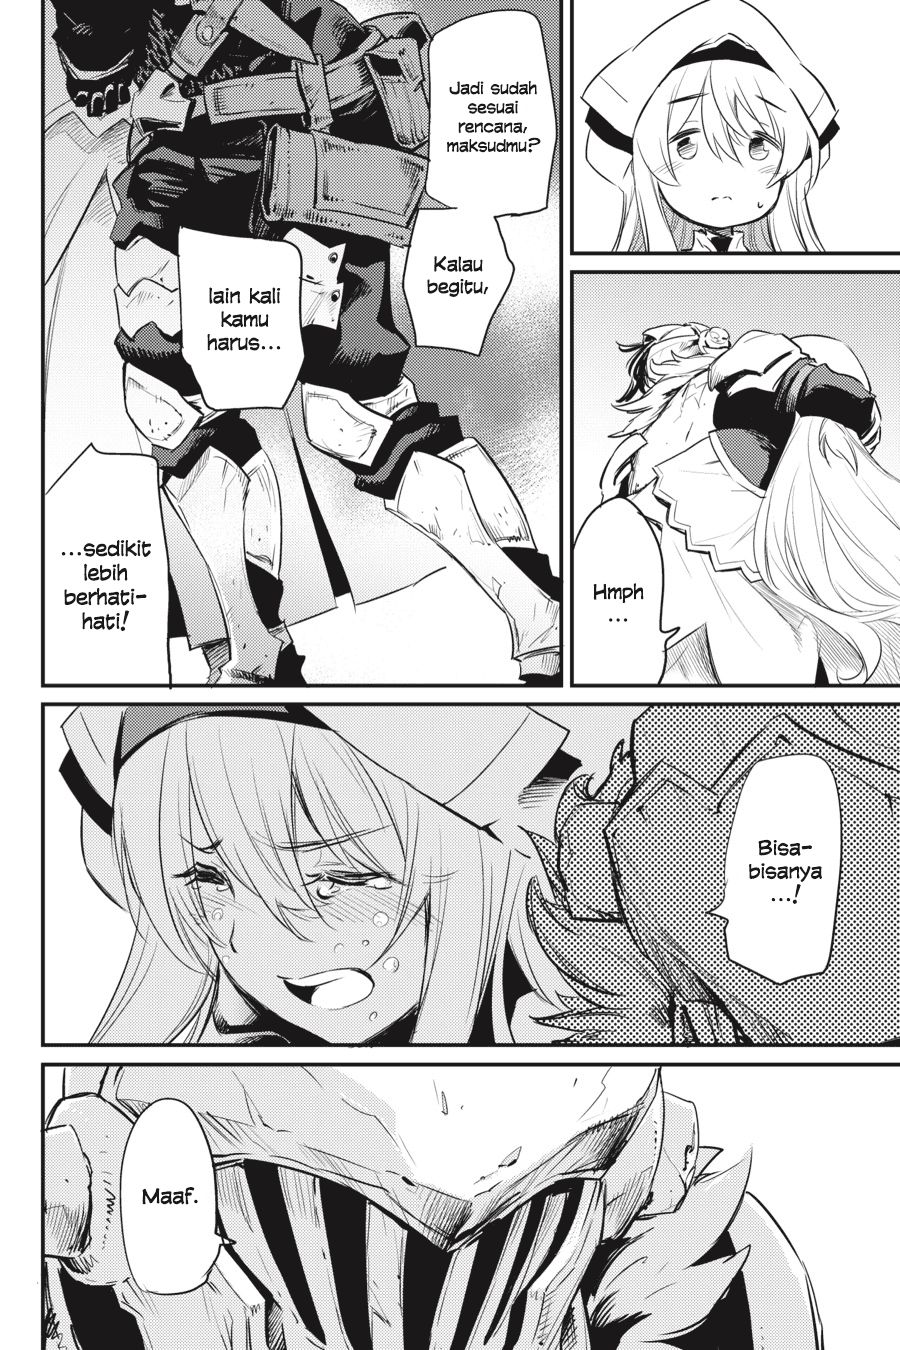 Hmph
...
Jadi sudah
sesuai
rencana,
maksudmu?
Kalau
begitu,
lain kali
kamu
harus...
...sedikit
lebih
berhati-
hati!
Bisa-
bisanya
...!
Maaf.